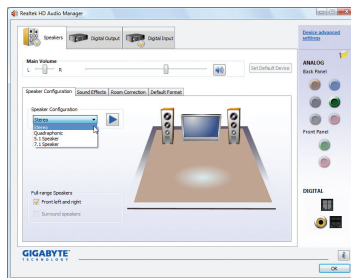 Realtek HD Audio Manager
Speakers
Digital Output
Digital Input
Device advanced settings
Main Volume
L
R
Set Default Device
ANALOG
Back Panel
Speaker Configuration
Sound Effects
Room Correction
Default Format
Speaker Configuration
Stereo
Stereo
Quadraphonic
5.1 Speaker
7.1 Speaker
Front Panel
Full-range Speakers
Front left and right
Surround speakers
DIGITAL
GIGABYTE
TECHNOLOGY
OK